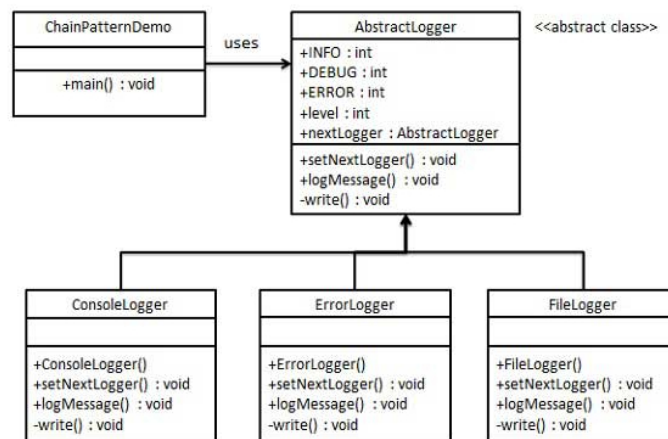 ChainPatternDemo
+main() : void
uses
AbstractLogger
<<abstract class>>
+INFO : int
+DEBUG : int
+ERROR : int
+level : int
+nextLogger : AbstractLogger
+setNextLogger() : void
+logMessage() : void
-write() : void
ConsoleLogger
+ConsoleLogger()
+setNextLogger() : void
+logMessage() : void
-write() : void
ErrorLogger
+ErrorLogger()
+setNextLogger() : void
+logMessage() : void
-write() : void
FileLogger
+FileLogger()
+setNextLogger() : void
+logMessage() : void
-write() : void